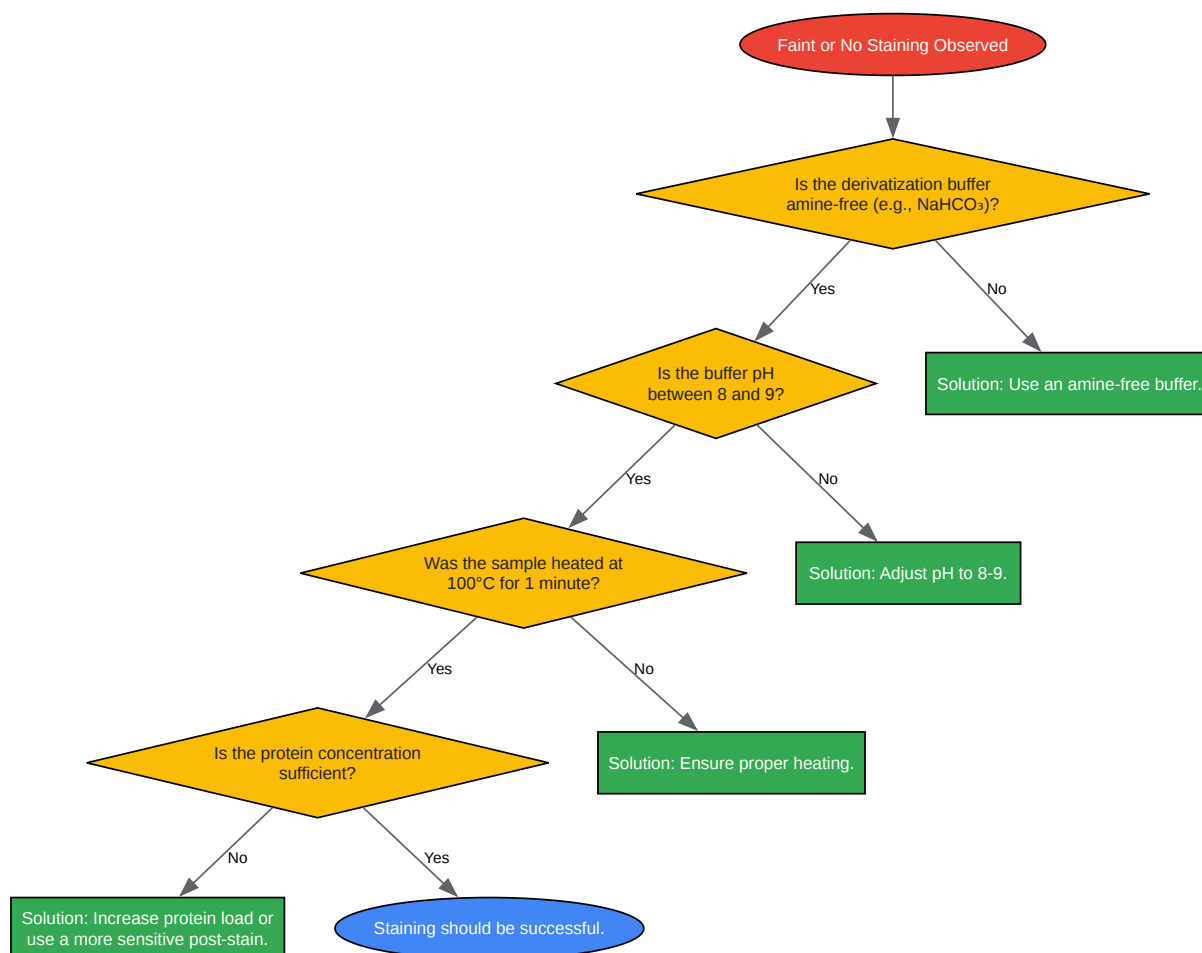 Faint or No Staining Observed
Is the derivatization buffer
amine-free (e.g., NaHCO₃)?
Yes
No
Is the buffer pH
between 8 and 9?
Solution: Use an amine-free buffer.
Yes
No
Was the sample heated at
100°C for 1 minute?
Solution: Adjust pH to 8-9.
Yes
No
Is the protein concentration
sufficient?
Solution: Ensure proper heating.
No
Yes
Solution: Increase protein load or
use a more sensitive post-stain.
Staining should be successful.